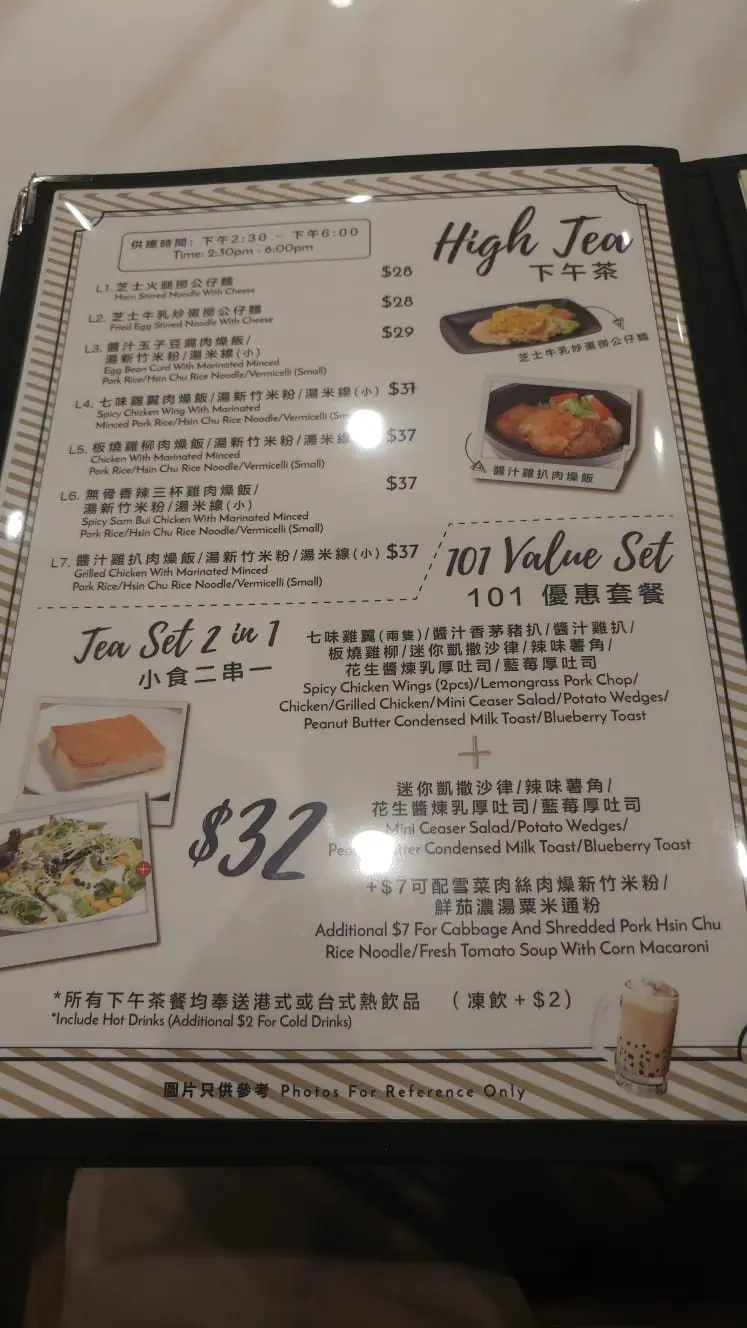 High Tea
下午茶
供應時間: 下午2:30 - 下午6:00
Time: 2:30pm - 6:00pm
L1. 芝士火腿撈公仔麵 $28
Ham Stirred Noodle With Cheese
L2. 芝士牛乳炒蛋撈公仔麵 $28
Fried Egg Stirred Noodle With Cheese
L3. 醬汁玉子豆腐肉燥飯/ $29
湯新竹米粉/湯米線(小)
Egg Bean Curd With Marinated Minced
Pork Rice/Hsin Chu Rice Noodle/Vermicelli (Small)
L4. 七味雞翼肉燥飯/湯新竹米粉/湯米線(小) $31
Spicy Chicken Wing With Marinated
Minced Pork Rice/Hsin Chu Rice Noodle/Vermicelli
L5. 板燒雞柳肉燥飯/湯新竹米粉/湯米線 $37
Chicken With Marinated Minced
Pork Rice/Hsin Chu Rice Noodle/Vermicelli (Small)
L6. 無骨香辣三杯雞肉燥飯/ $37
湯新竹米粉/湯米線(小)
Spicy Sam Bui Chicken With Marinated Minced
Pork Rice/Hsin Chu Rice Noodle/Vermicelli (Small)
L7. 醬汁雞扒肉燥飯/湯新竹米粉/湯米線(小) $37
Grilled Chicken With Marinated Minced
Pork Rice/Hsin Chu Rice Noodle/Vermicelli (Small)
芝士牛乳炒蛋撈公仔麵
醬汁雞扒肉燥飯
101 Value Set
101 優惠套餐
Tea Set 2 in 1
小食二串一
七味雞翼(兩隻)/醬汁香茅豬扒/醬汁雞扒/
板燒雞柳/迷你凱撒沙律/辣味薯角/
花生醬煉乳厚吐司/藍莓厚吐司
Spicy Chicken Wings (2pcs)/Lemongrass Pork Chop/
Chicken/Grilled Chicken/Mini Ceaser Salad/Potato Wedges/
Peanut Butter Condensed Milk Toast/Blueberry Toast
+
$32
迷你凱撒沙律/辣味薯角/
花生醬煉乳厚吐司/藍莓厚吐司
Mini Ceaser Salad/Potato Wedges/
Condensed Milk Toast/Blueberry Toast
+$7可配雪菜肉絲肉燥新竹米粉/
鮮茄濃湯粟米通粉
Additional $7 For Cabbage And Shredded Pork Hsin Chu
Rice Noodle/Fresh Tomato Soup With Corn Macaroni
*所有下午茶餐均奉送港式或台式熱飲品 (凍飲+$2)
*Include Hot Drinks (Additional $2 For Cold Drinks)
圖片只供參考 Photos For Reference Only